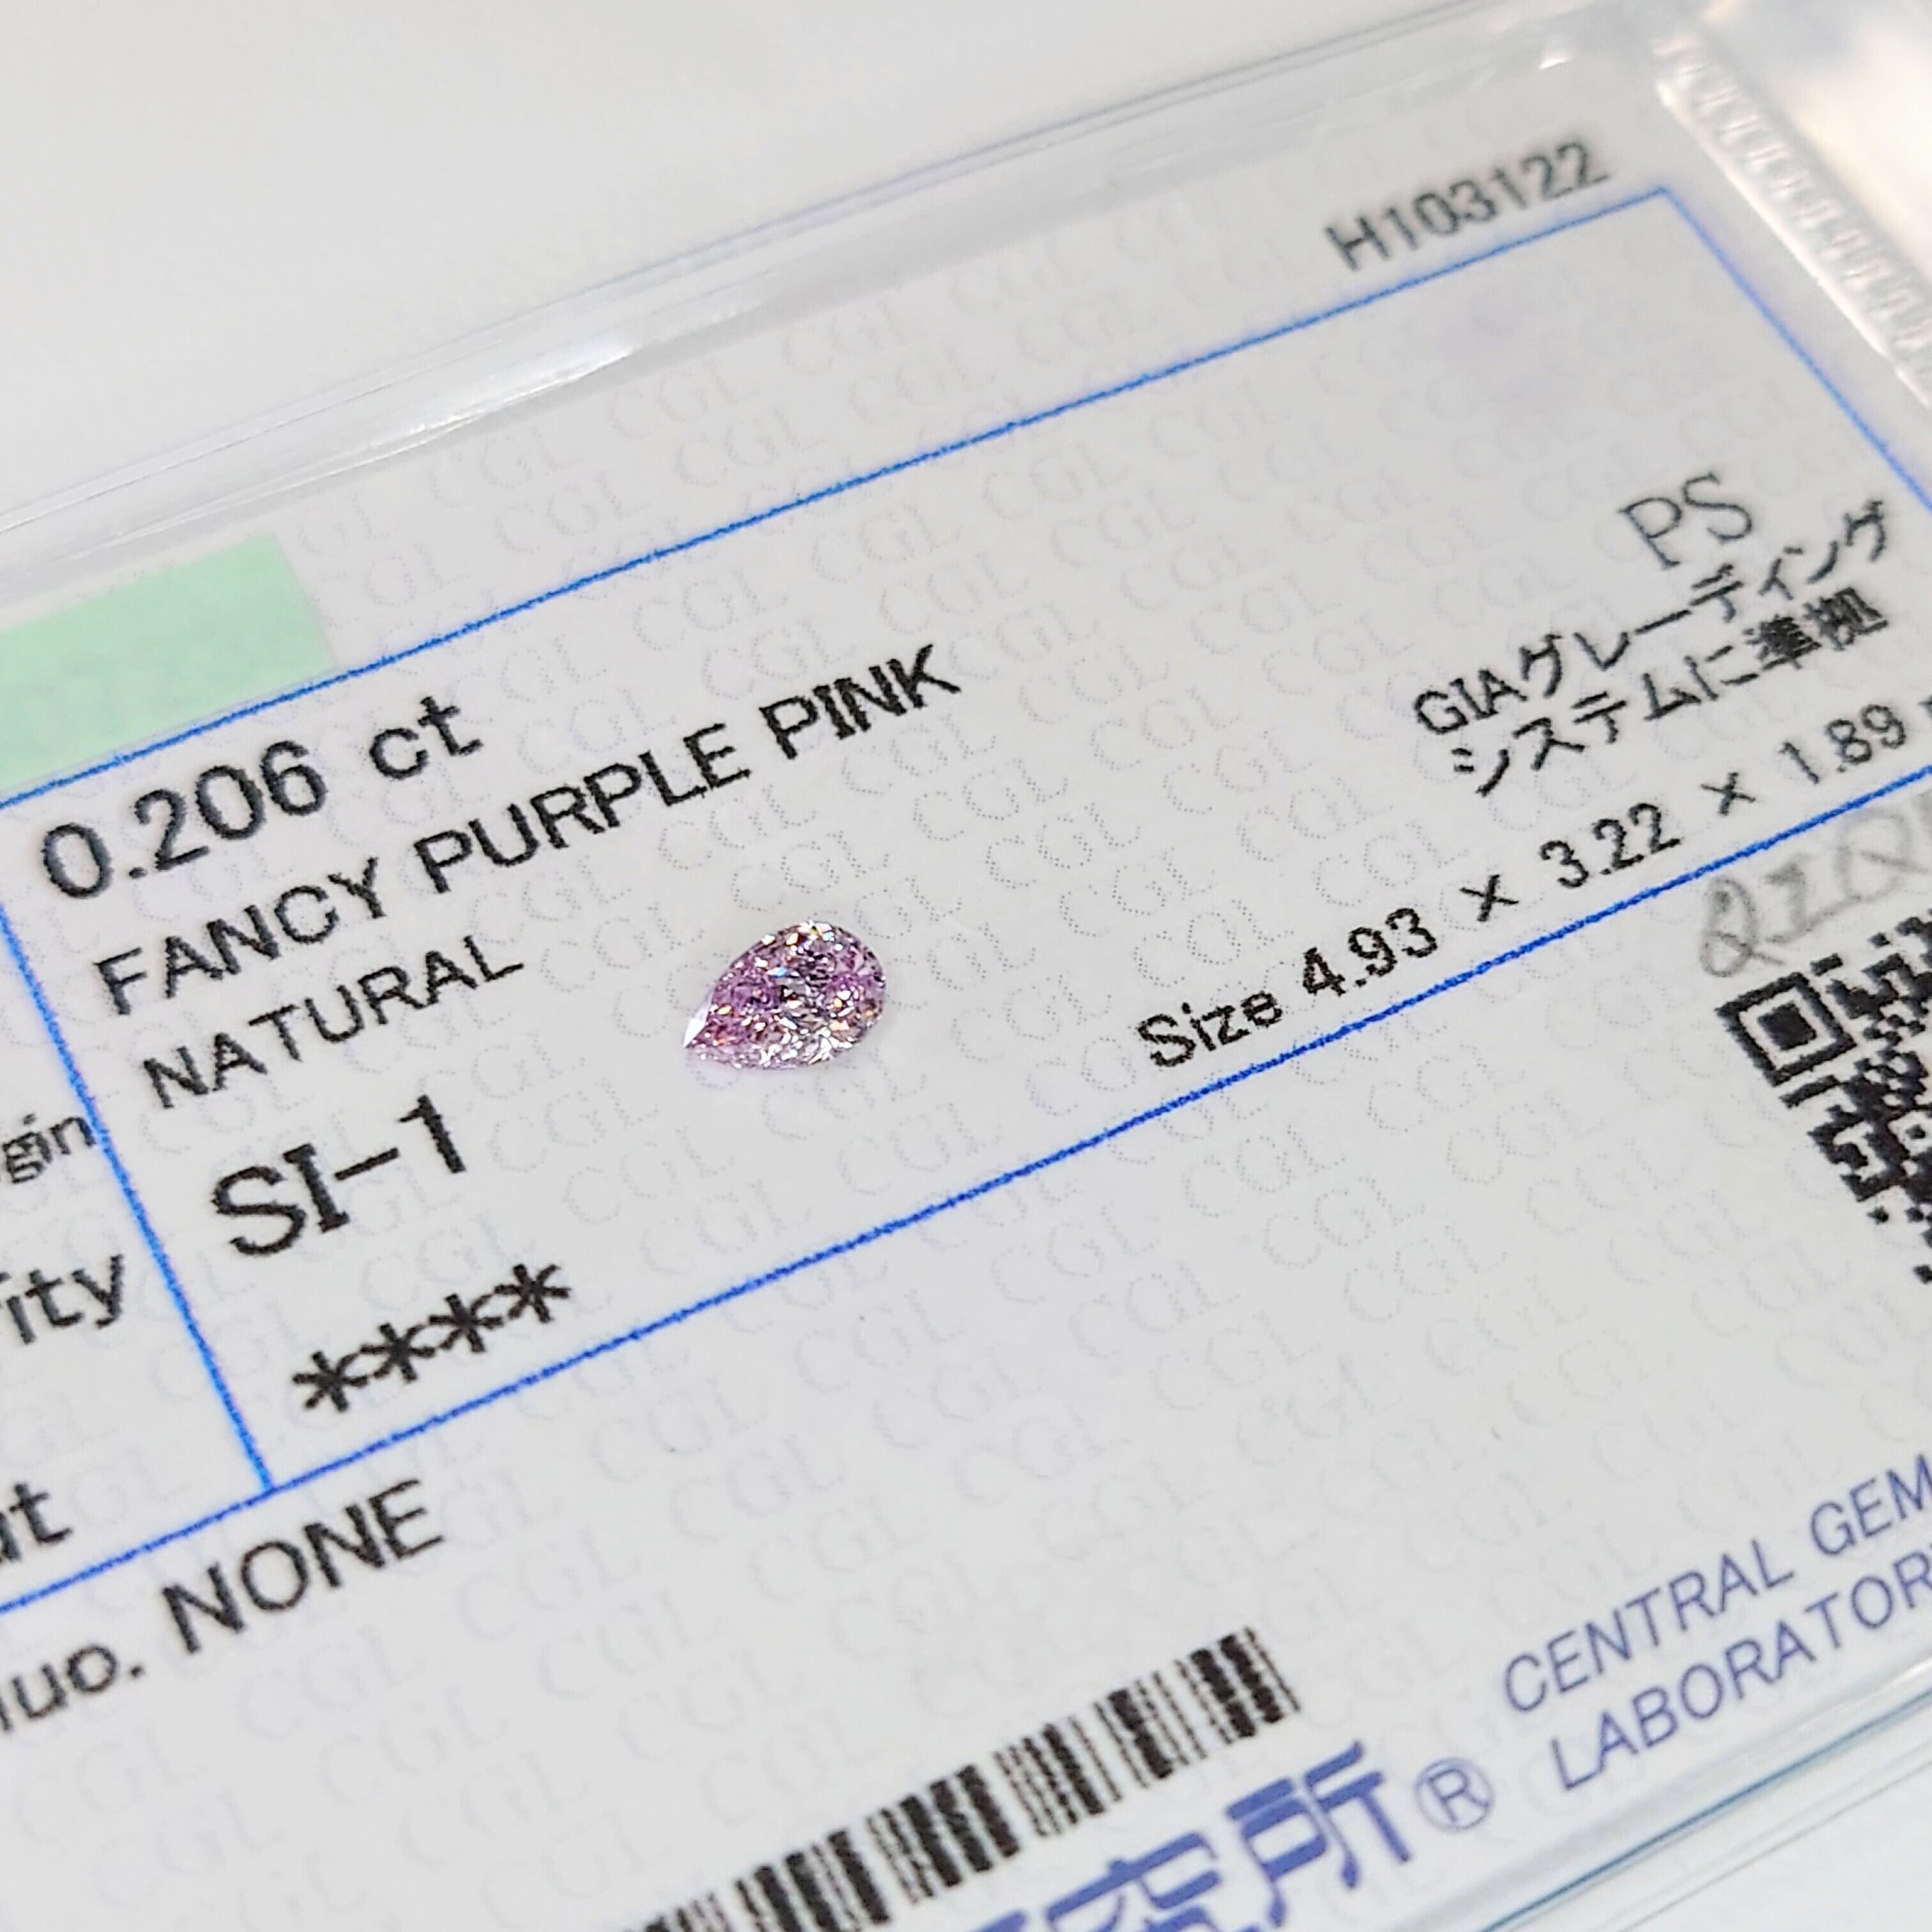 H103122
0.206 ct
FANCY PURPLE PINK
NATURAL
SI-1
****
PS
GIAグレーディング
システムに準拠
Size 4.93 × 3.22 × 1.89
NONE
CENTRAL GEM
LABORATORY
究所®